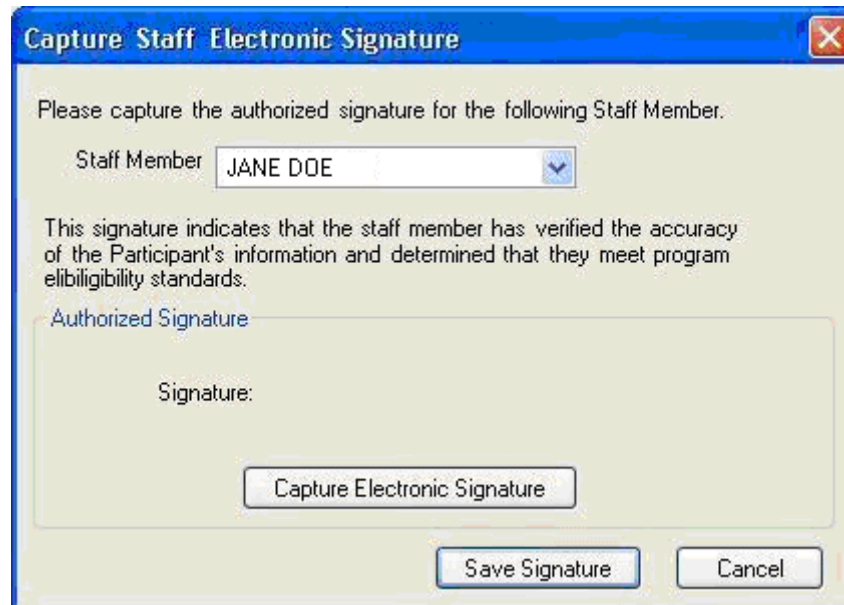 Capture Staff Electronic Signature
Please capture the authorized signature for the following Staff Member.
Staff Member JANE DOE
This signature indicates that the staff member has verified the accuracy
of the Participant's information and determined that they meet program
elibiligibility standards.
Authorized Signature
Signature:
Capture Electronic Signature
Save Signature Cancel